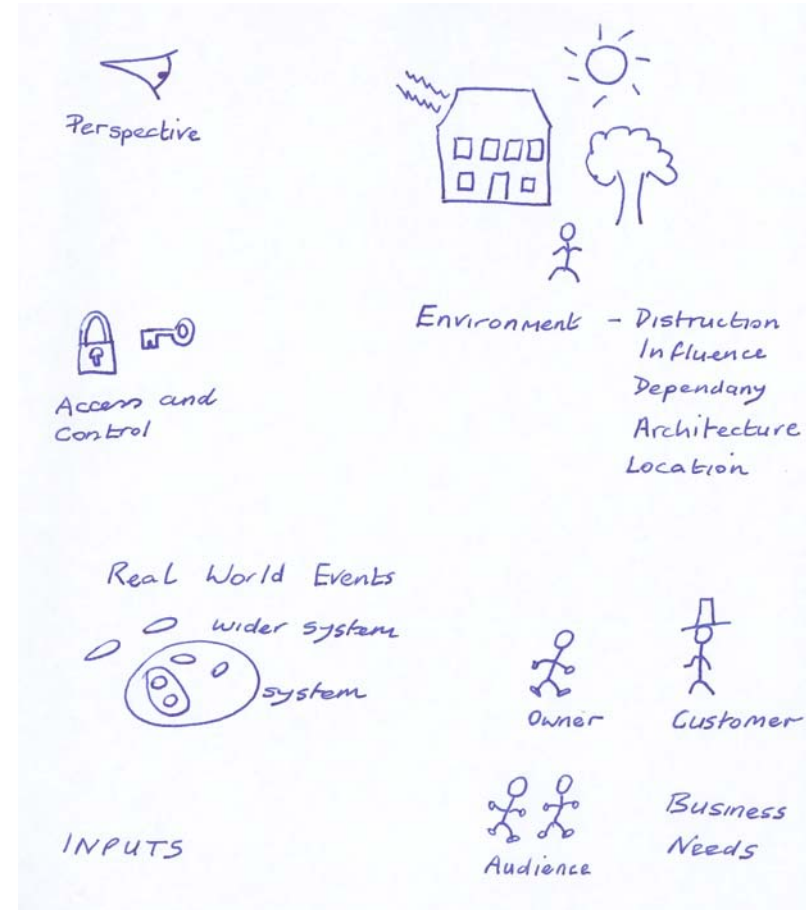 Perspective
Environment - Distruction
Influence
Dependany
Architecture
Location
Access and
Control
Real World Events
wider system
system
Owner
Customer
INPUTS
Audience
Business
Needs